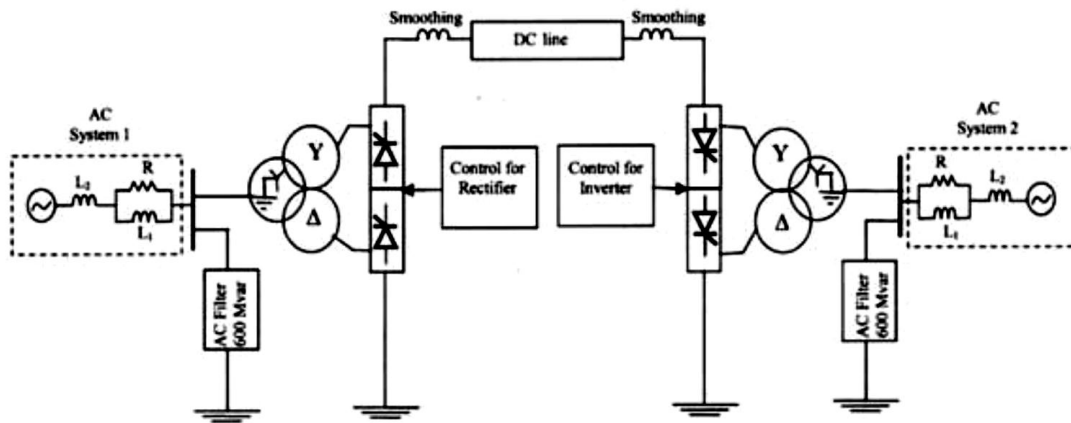 Smoothing
Smoothing
DC line
AC
System 1
AC
System 2
L₂
R
L₁
Y
Δ
Control for
Rectifier
Control for
Inverter
Y
Δ
R
L₁
L₂
AC Filter
600 Mvar
AC Filter
600 Mvar